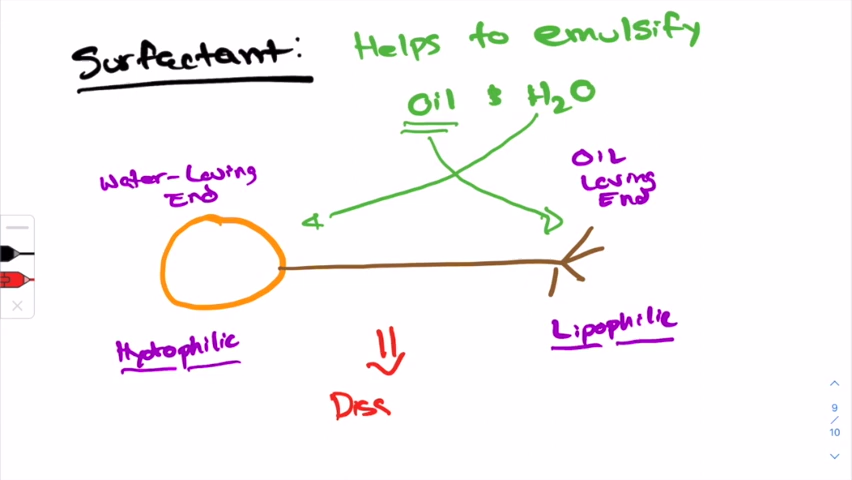 Surfactant: Helps to emulsify
Oil & H₂O
Water-Loving
End
OIL
Loving
End
Hydrophilic
Lipophilic
Diss
9
/
10